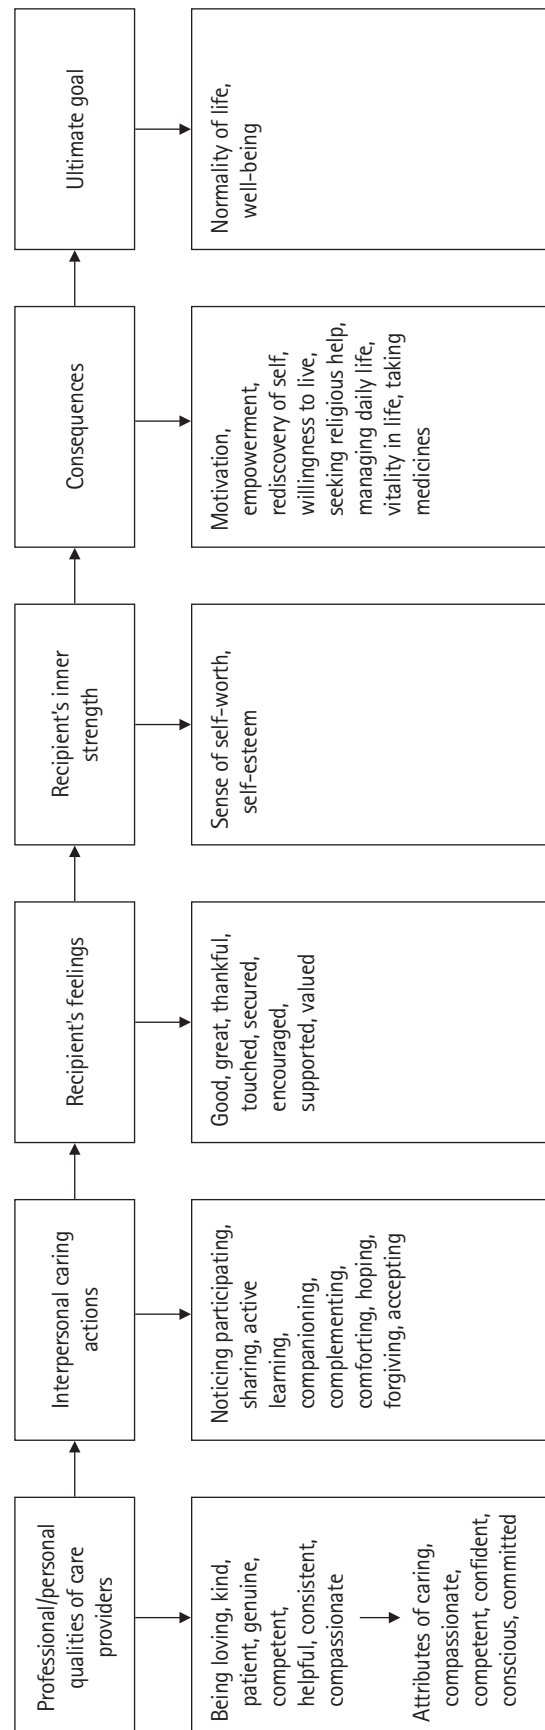 Professional/personal
qualities of care
providers
Being loving, kind,
patient, genuine,
competent,
helpful, consistent,
compassionate
Attributes of caring,
compassionate,
competent, confident,
conscious, committed
Interpersonal caring
actions
Noticing participating,
sharing, active
learning,
companioning,
complementing,
comforting, hoping,
forgiving, accepting
Recipient's feelings
Good, great, thankful,
touched, secured,
encouraged,
supported, valued
Recipient's inner
strength
Sense of self-worth,
self-esteem
Consequences
Motivation,
empowerment,
rediscovery of self,
willingness to live,
seeking religious help,
managing daily life,
vitality in life, taking
medicines
Ultimate goal
Normality of life,
well-being